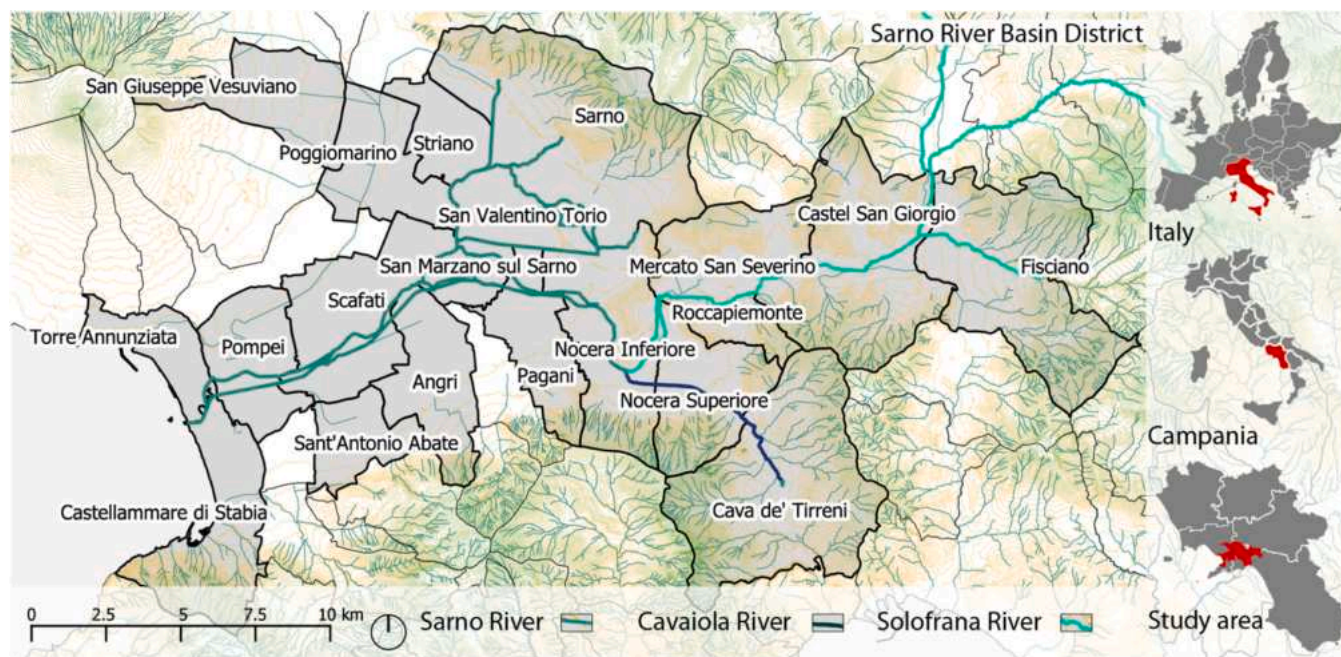 Sarno River Basin District
San Giuseppe Vesuviano
Sarno
Striano
Poggiomarino
San Valentino Torio
Castel San Giorgio
Italy
San Marzano sul Sarno
Mercato San Severino
Fisciano
Scafati
Roccapiemonte
Torre Annunziata
Pompei
Nocera Inferiore
Pagani
Angri
Nocera Superiore
Sant'Antonio Abate
Campania
Castellammare di Stabia
Cava de' Tirreni
0 2.5 5 7.5 10 km
Sarno River Cavaiola River Solofrana River Study area